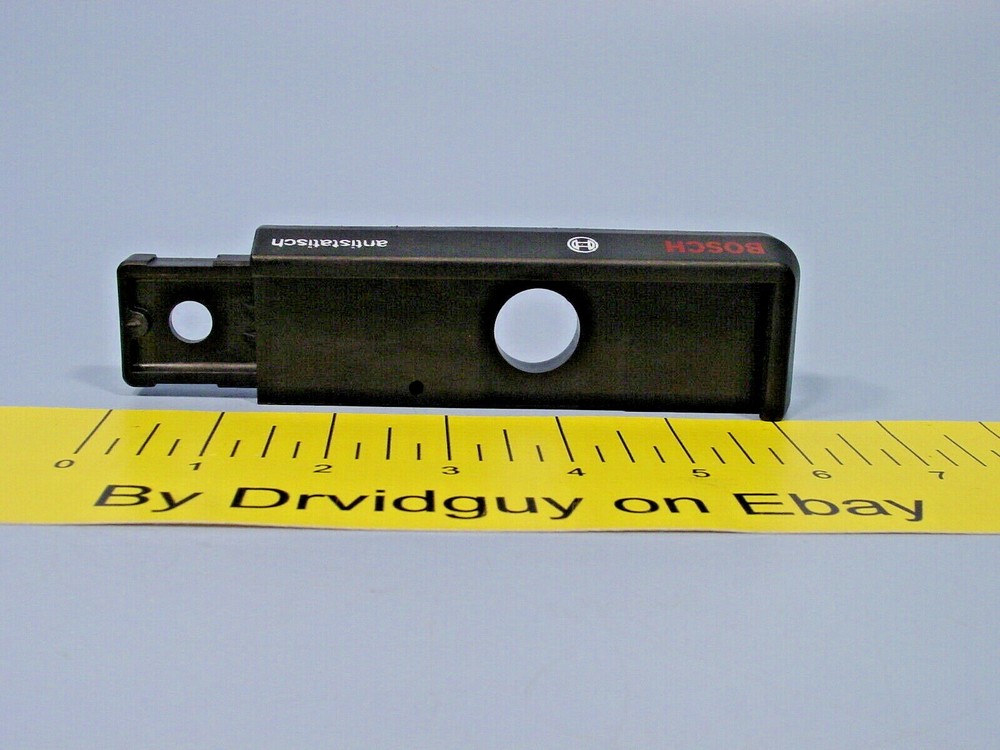 antistatisch BOSCH
0 1 2 3 4 5 6 7
By Drvidguy on Ebay